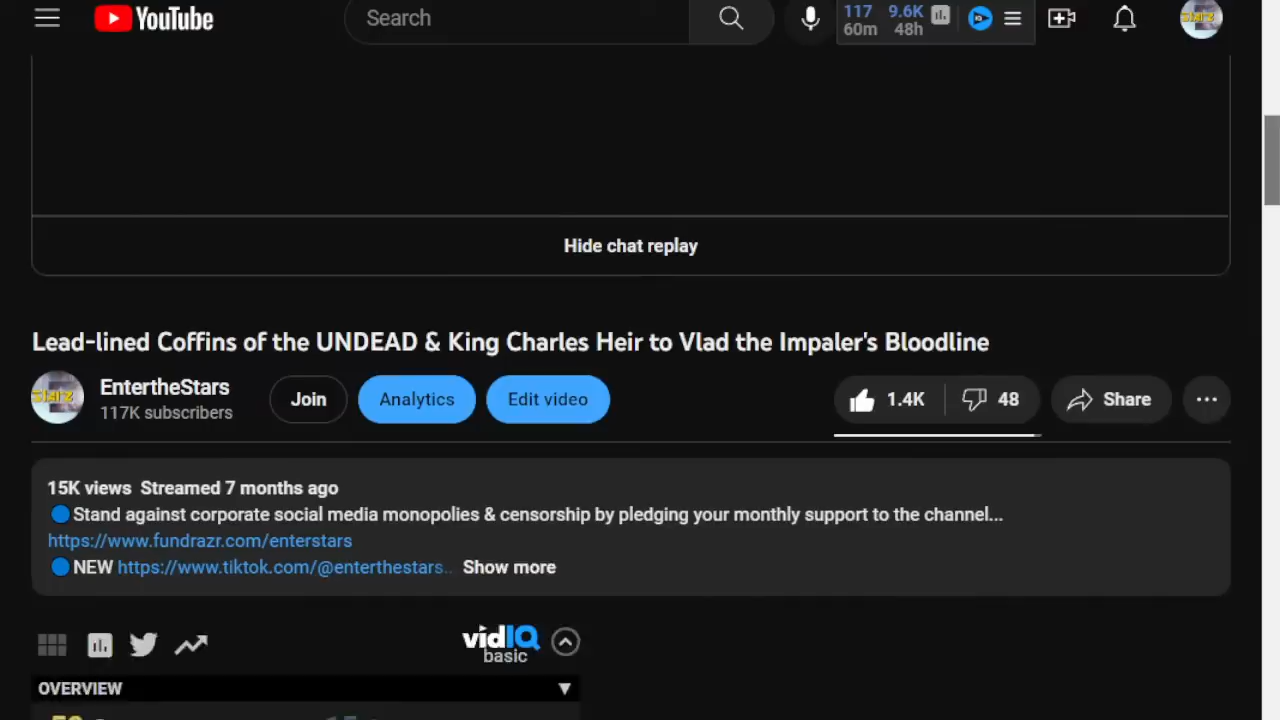 YouTube
Search
117 9.6K
60m 48h
Hide chat replay
Lead-lined Coffins of the UNDEAD & King Charles Heir to Vlad the Impaler's Bloodline
EntertheStars
117K subscribers
Join
Analytics
Edit video
1.4K
48
Share
15K views Streamed 7 months ago
Stand against corporate social media monopolies & censorship by pledging your monthly support to the channel...
https://www.fundrazr.com/enterstars
NEW https://www.tiktok.com/@enterthestars.. Show more
vidIQ
basic
OVERVIEW